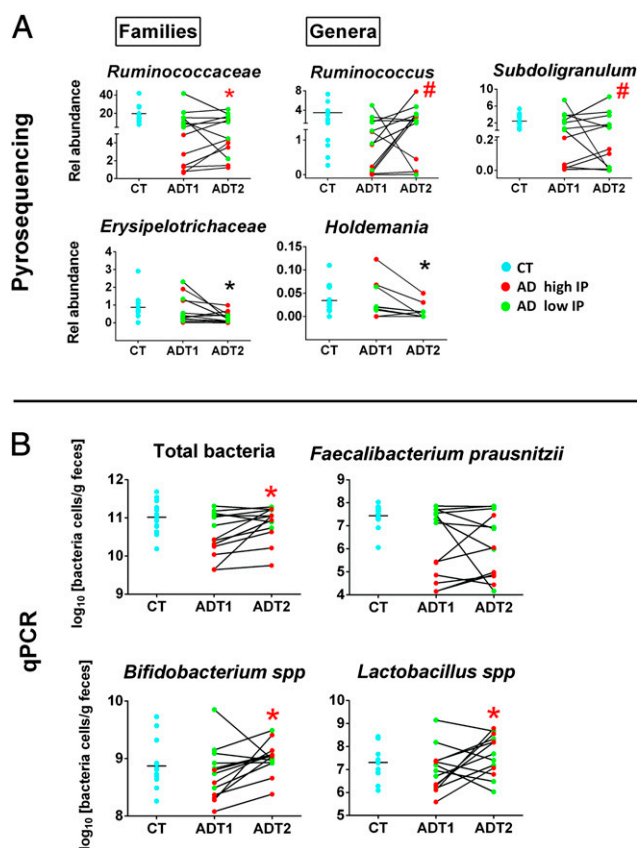 A
Families
Genera
Pyrosequencing
Ruminococcaceae
*
Rel abundance
40
20
0
4
2
0
CT
ADT1
ADT2
Ruminococcus
#
8
4
1
0
CT
ADT1
ADT2
Subdoligranulum
#
10
5
0.2
0.0
CT
ADT1
ADT2
Erysipelotrichaceae
*
Rel abundance
4
3
2
1
0
CT
ADT1
ADT2
Holdemania
*
0.15
0.10
0.05
0.00
CT
ADT1
ADT2
CT
AD high IP
AD low IP
B
qPCR
Total bacteria
*
log10 [bacteria cells/g feces]
12
11
10
9
CT
ADT1
ADT2
Faecalibacterium prausnitzii
9
8
7
6
5
4
CT
ADT1
ADT2
Bifidobacterium spp
*
log10 [bacteria cells/g feces]
10
9
8
CT
ADT1
ADT2
Lactobacillus spp
*
10
9
8
7
6
5
CT
ADT1
ADT2